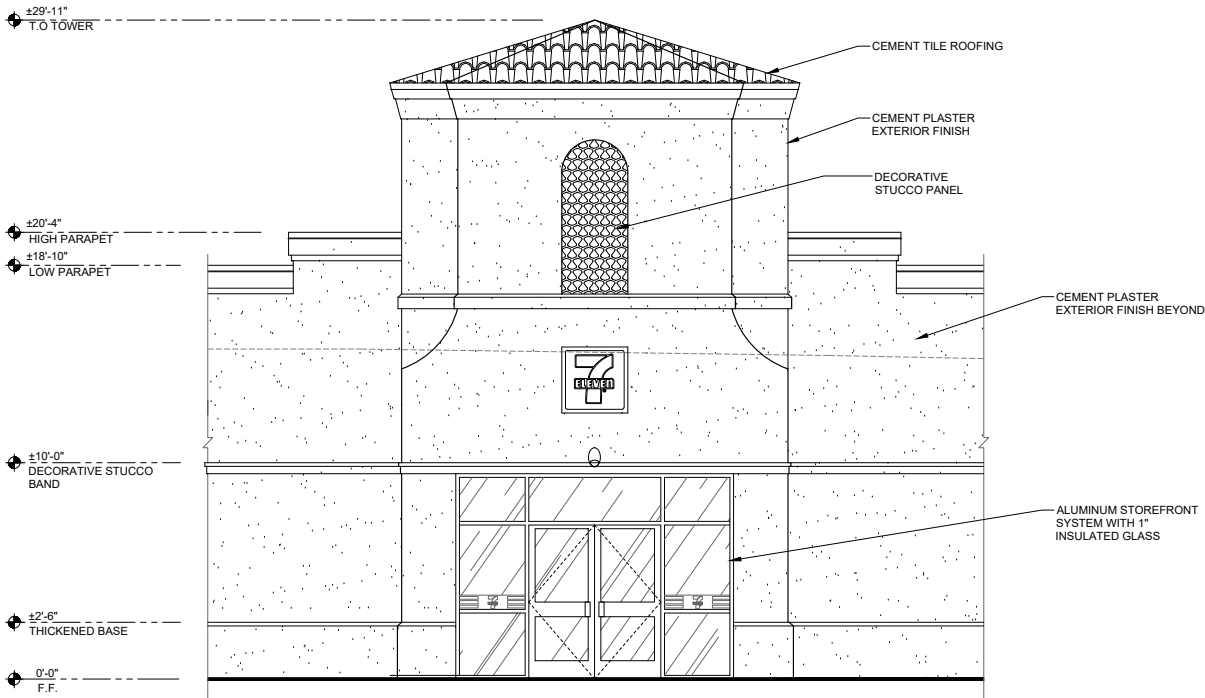 ±29'-11"
T.O TOWER
CEMENT TILE ROOFING
CEMENT PLASTER
EXTERIOR FINISH
DECORATIVE
STUCCO PANEL
±20'-4"
HIGH PARAPET
±18'-10"
LOW PARAPET
CEMENT PLASTER
EXTERIOR FINISH BEYOND
7
ELEVEn
±10'-0"
DECORATIVE STUCCO
BAND
ALUMINUM STOREFRONT
SYSTEM WITH 1"
INSULATED GLASS
7
7
±2'-6"
THICKENED BASE
0'-0"
F.F.